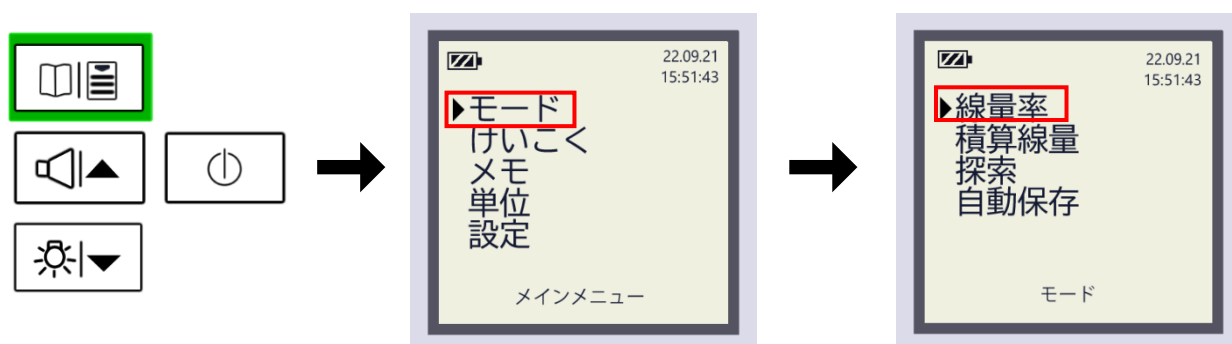 22.09.21
15:51:43
モード
けいこく
メモ
単位
設定
メインメニュー
22.09.21
15:51:43
線量率
積算線量
探索
自動保存
モード